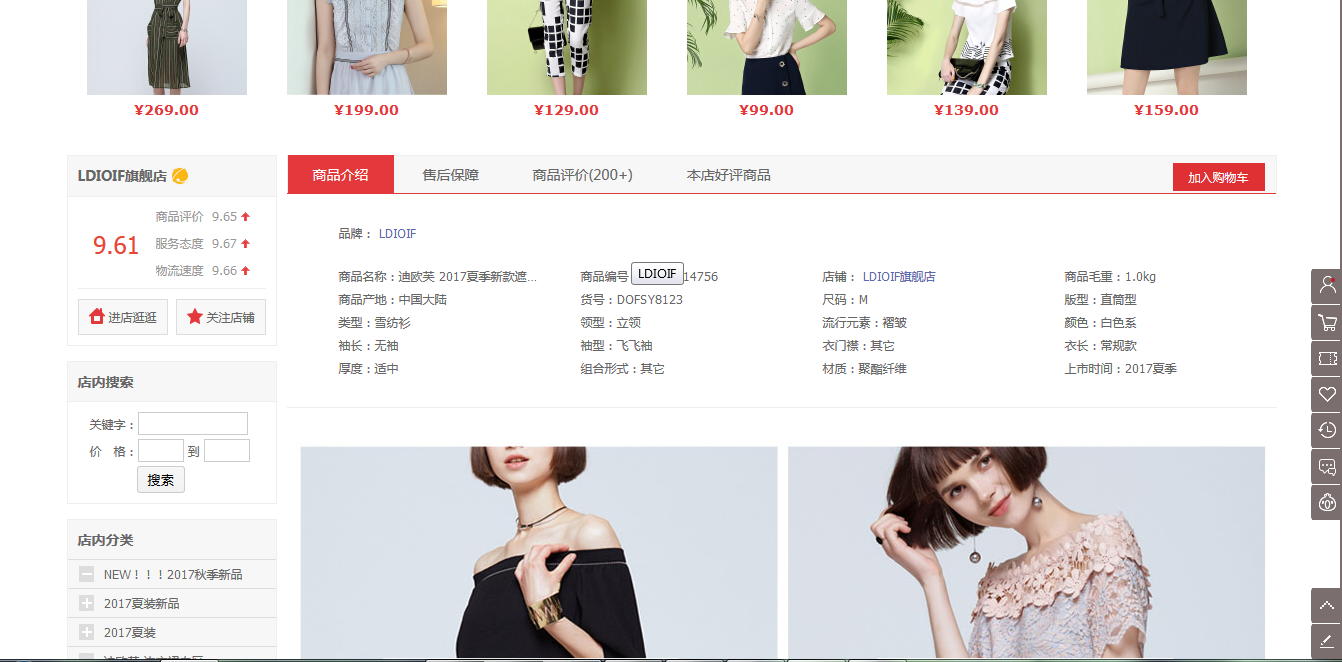 ¥269.00 ¥199.00 ¥129.00 ¥99.00 ¥139.00 ¥159.00
LDIOIF旗舰店
商品评价 9.65
9.61
服务态度 9.67
物流速度 9.66
进店逛逛 关注店铺
店内搜索
关键字：
价 格： 到
搜索
店内分类
NEW！！！2017秋季新品
2017夏装新品
2017夏装
商品介绍 售后保障 商品评价(200+) 本店好评商品 加入购物车
品牌： LDIOIF
商品名称：迪欧芙 2017夏季新款遮... 商品编号 LDIOIF 14756 店铺： LDIOIF旗舰店 商品毛重：1.0kg
商品产地：中国大陆 货号：DOFSY8123 尺码：M 版型：直筒型
类型：雪纺衫 领型：立领 流行元素：褶皱 颜色：白色系
袖长：无袖 袖型：飞飞袖 衣门襟：其它 衣长：常规款
厚度：适中 组合形式：其它 材质：聚酯纤维 上市时间：2017夏季